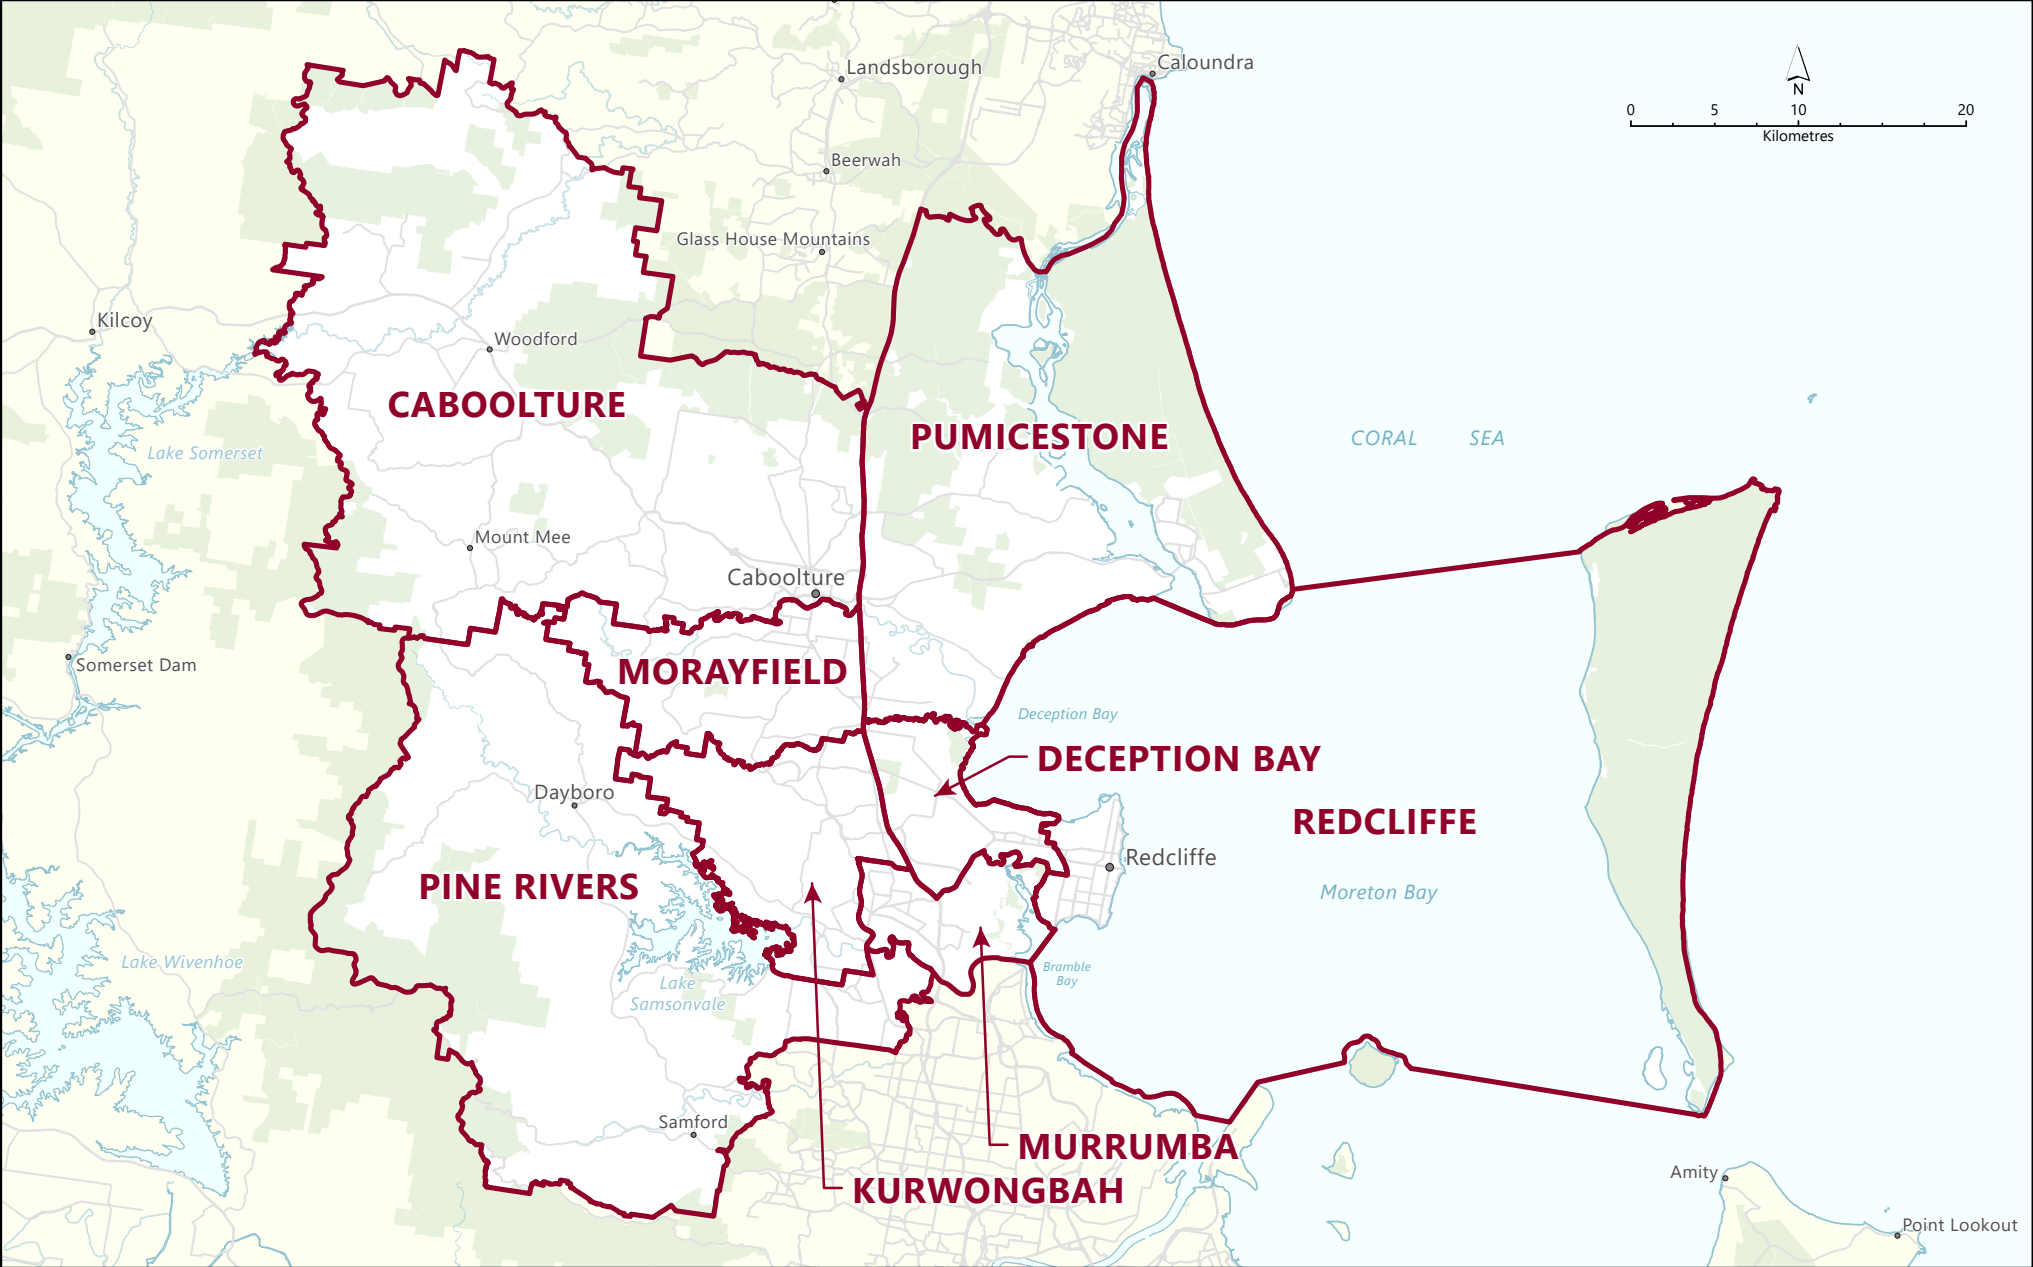 Caloundra
Landsborough
N
0 5 10 20
Kilometres
Beerwah
Glass House Mountains
Kilcoy
Woodford
CABOOLTURE
PUMICESTONE
CORAL SEA
Lake Somerset
Mount Mee
Caboolture
Somerset Dam
MORAYFIELD
Deception Bay
DECEPTION BAY
Dayboro
REDCLIFFE
Redcliffe
PINE RIVERS
Moreton Bay
Lake Wivenhoe
Bramble
Bay
Lake
Samsonvale
Samford
MURRUMBA
Amity
KURWONGBAH
Point Lookout